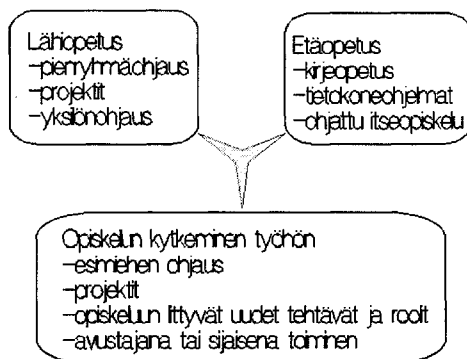 Lähiopetus
-pienryhmäohjaus
-projektit
-yksilönohjaus
Etäopetus
-kirjeopetus
-tietokoneohjelmat
-ohjattu itseopiskelu
Opiskelun kytkeminen työhön
-esimiehen ohjaus
-projektit
-opiskeluun liittyvät uudet tehtävät ja roolit
-avustajana tai sijaisena toiminen